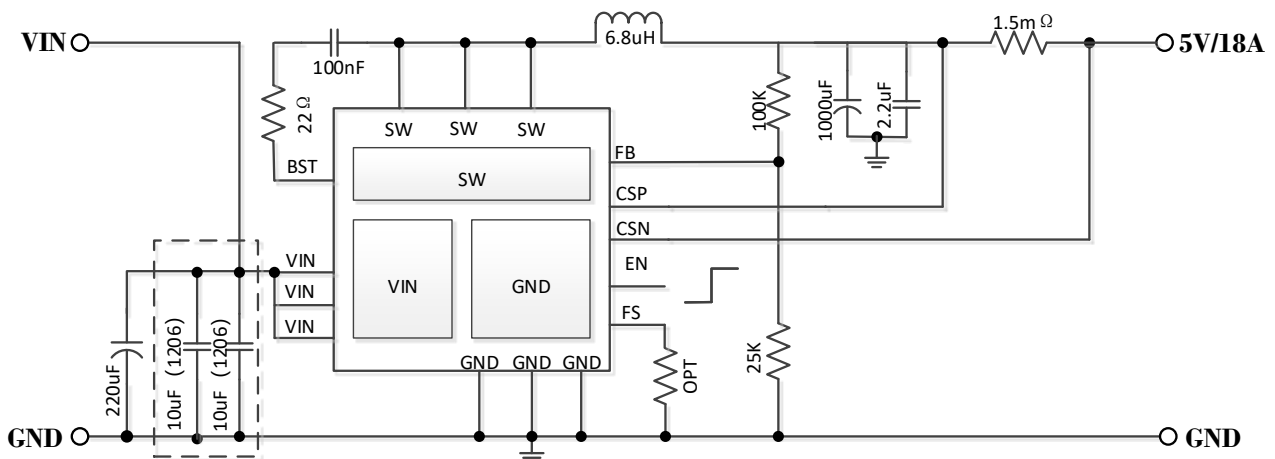 VIN
6.8uH
1.5mΩ
5V/18A
100nF
22Ω
100K
1000uF
2.2uF
SW
SW
SW
BST
SW
FB
CSP
CSN
EN
FS
VIN
VIN
VIN
VIN
GND
GND
GND
GND
OPT
25K
220uF
10uF (1206)
10uF (1206)
GND
GND